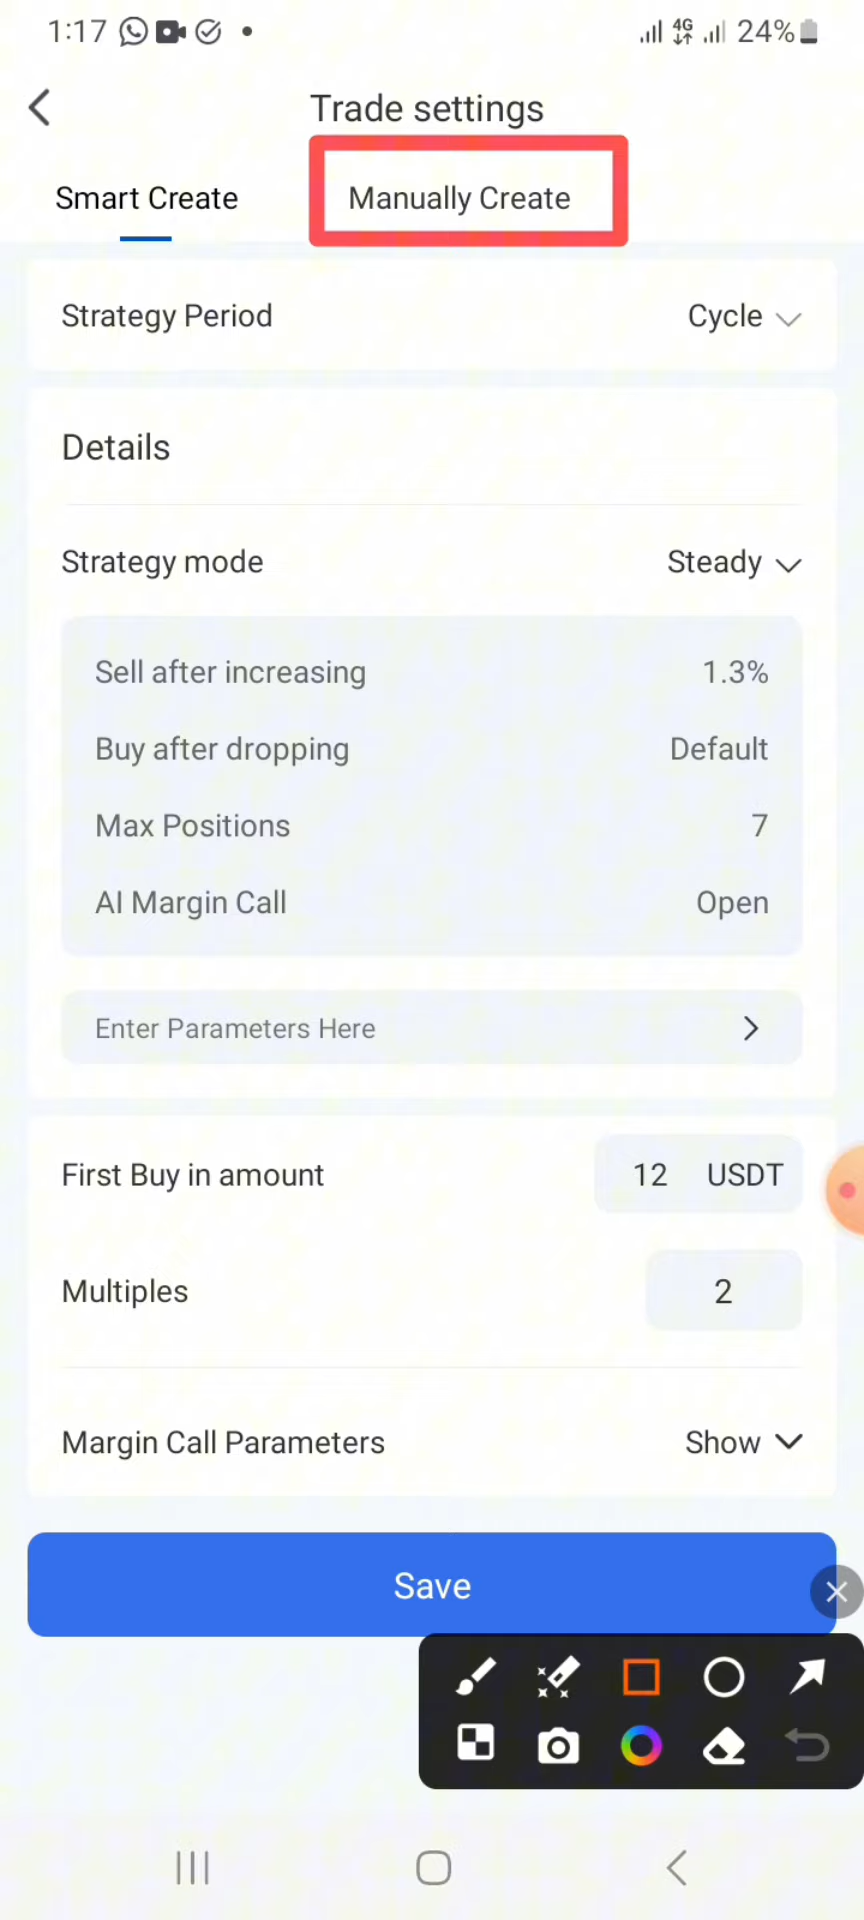 1:17 4G 24%
Trade settings
Smart Create Manually Create
Strategy Period Cycle
Details
Strategy mode Steady
Sell after increasing 1.3%
Buy after dropping Default
Max Positions 7
AI Margin Call Open
Enter Parameters Here
First Buy in amount 12 USDT
Multiples 2
Margin Call Parameters Show
Save